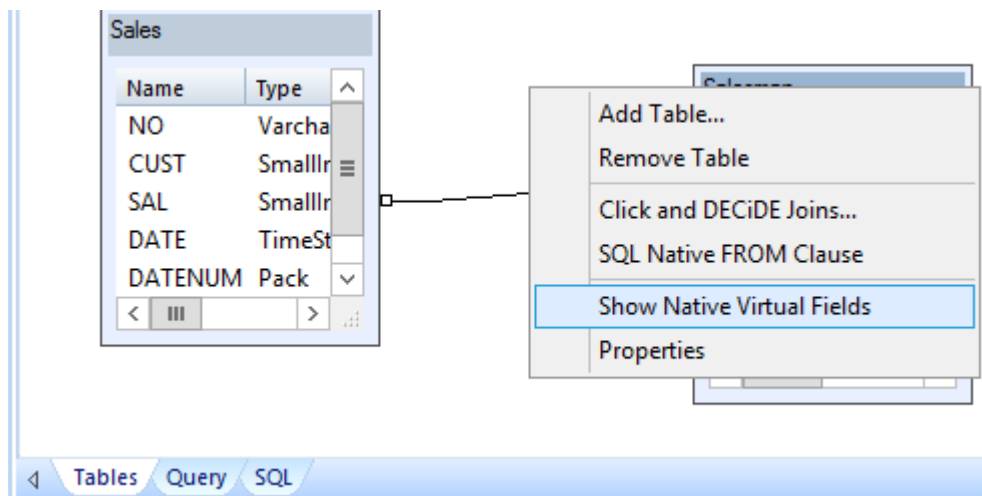 Sales
Name Type
NO Varcha
CUST SmallIr
SAL SmallIr
DATE TimeSt
DATENUM Pack
Salesman
Add Table...
Remove Table
Click and DECiDE Joins...
SQL Native FROM Clause
Show Native Virtual Fields
Properties
Tables Query SQL